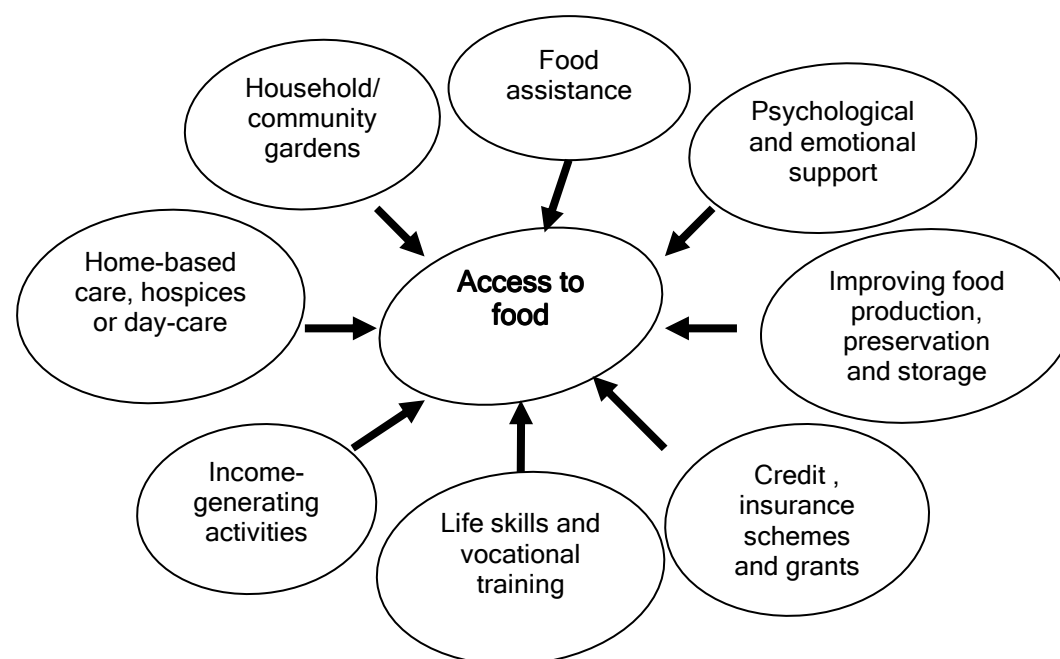 Food
assistance
Household/
community
gardens
Psychological
and emotional
support
Home-based
care, hospices
or day-care
Access to
food
Improving food
production,
preservation
and storage
Income-
generating
activities
Life skills and
vocational
training
Credit ,
insurance
schemes
and grants